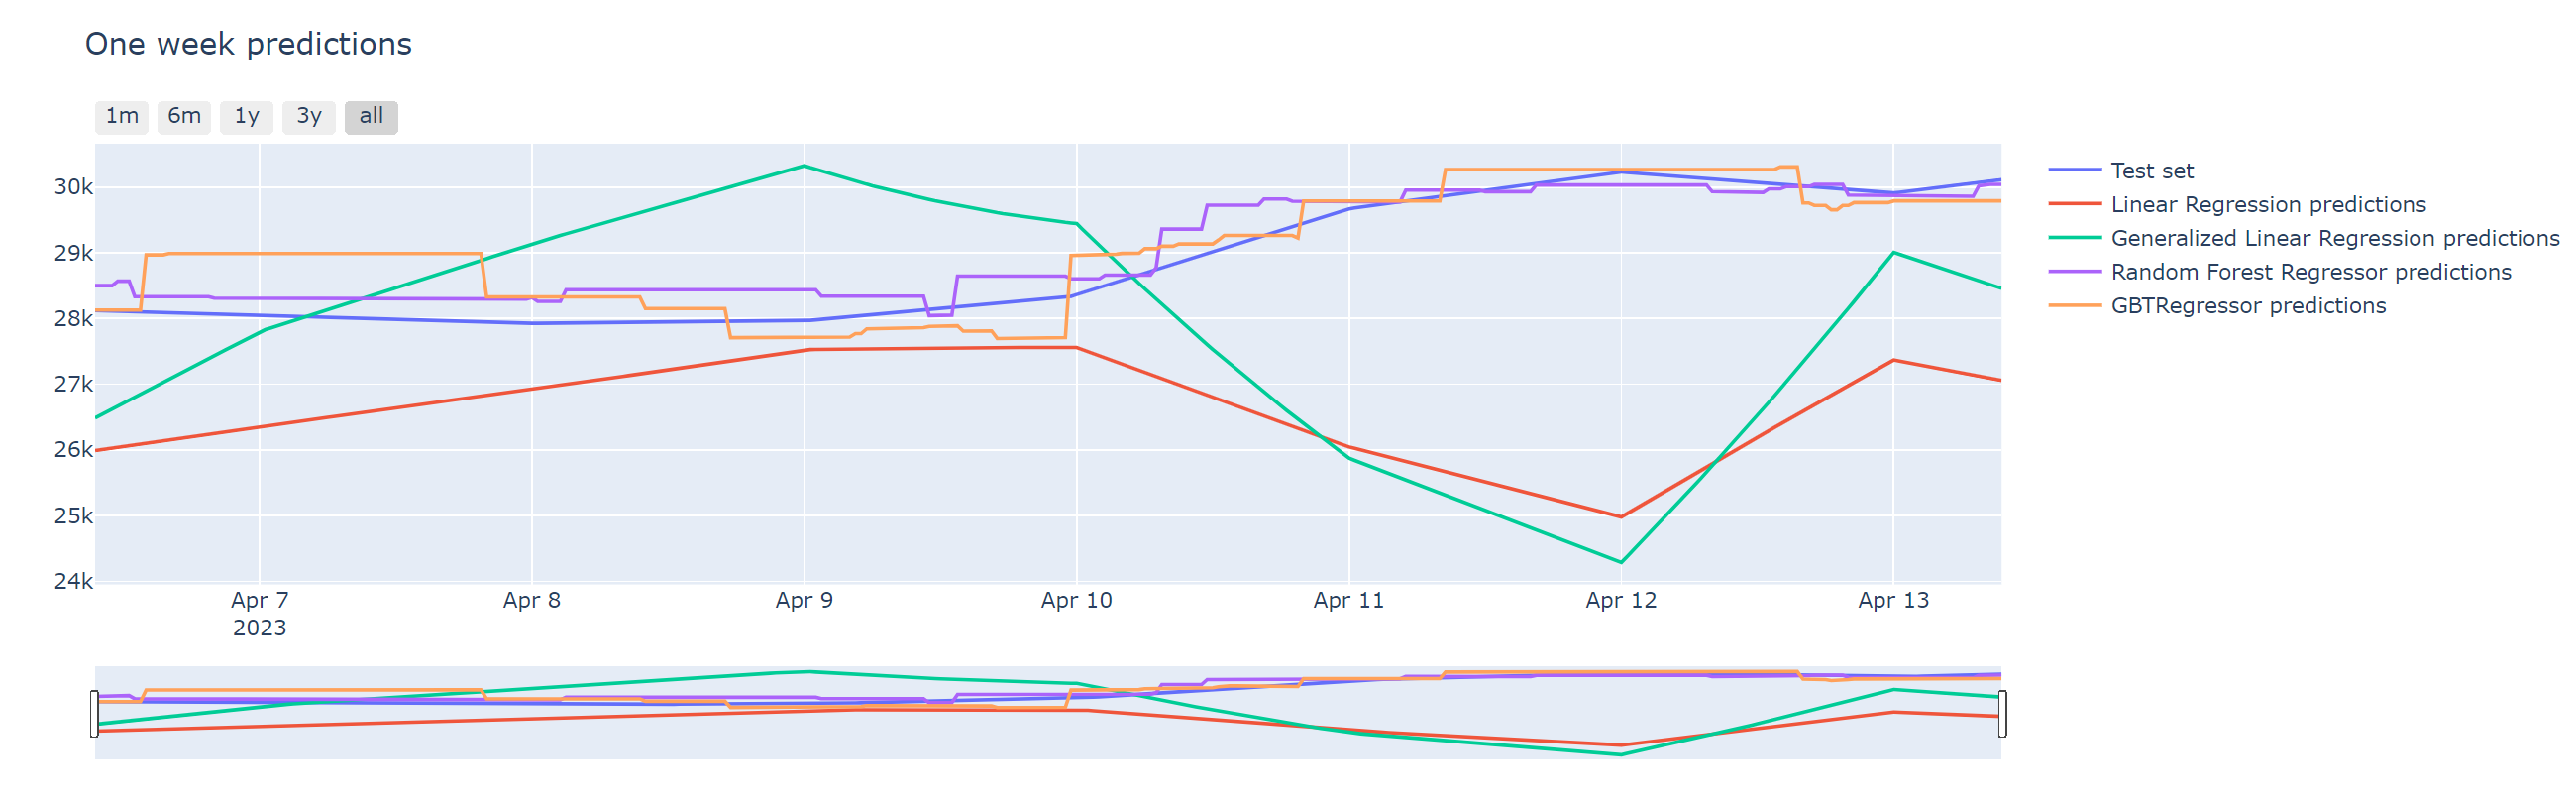 One week predictions
1m 6m 1y 3y all
30k
29k
28k
27k
26k
25k
24k
Apr 7 Apr 8 Apr 9 Apr 10 Apr 11 Apr 12 Apr 13
2023
Test set
Linear Regression predictions
Generalized Linear Regression predictions
Random Forest Regressor predictions
GBTRegressor predictions